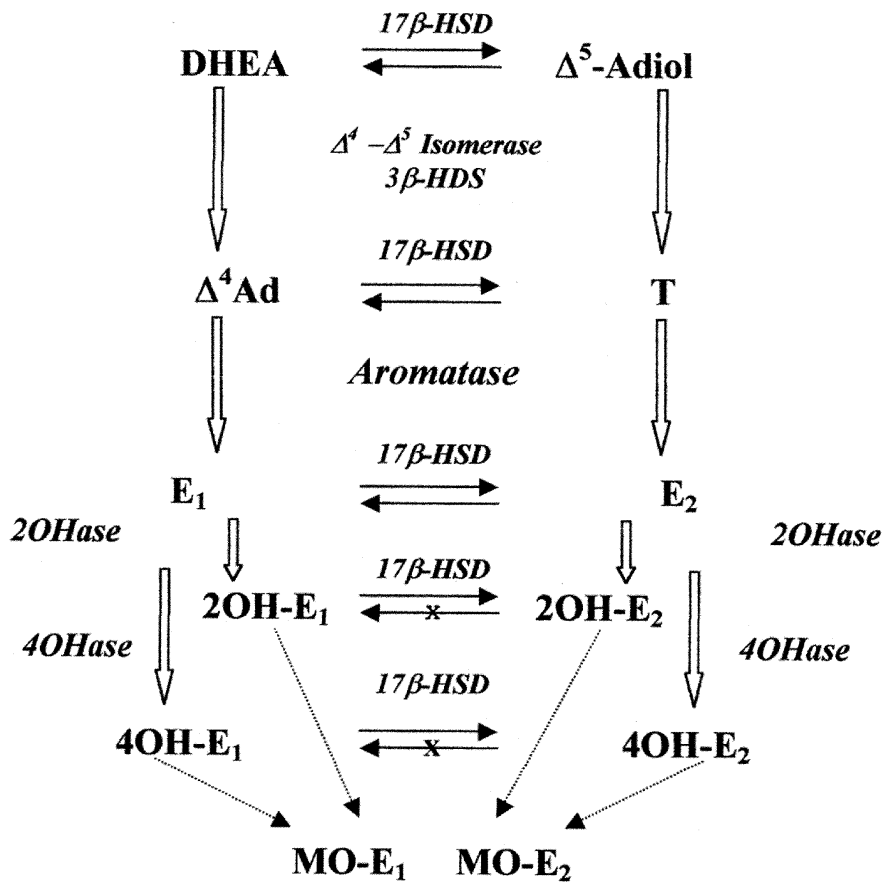 17β-HSD
DHEA
Δ⁵-Adiol
Δ⁴ –Δ⁵ Isomerase
3β-HDS
17β-HSD
Δ⁴Ad
T
Aromatase
17β-HSD
E₁
E₂
2OHase
2OHase
17β-HSD
2OH-E₁
x
2OH-E₂
4OHase
4OHase
17β-HSD
4OH-E₁
x
4OH-E₂
MO-E₁ MO-E₂